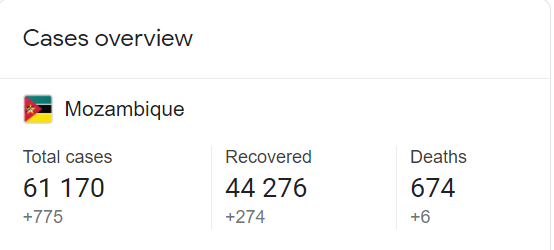 Cases overview
Mozambique
Total cases Recovered Deaths
61 170 44 276 674
+775 +274 +6